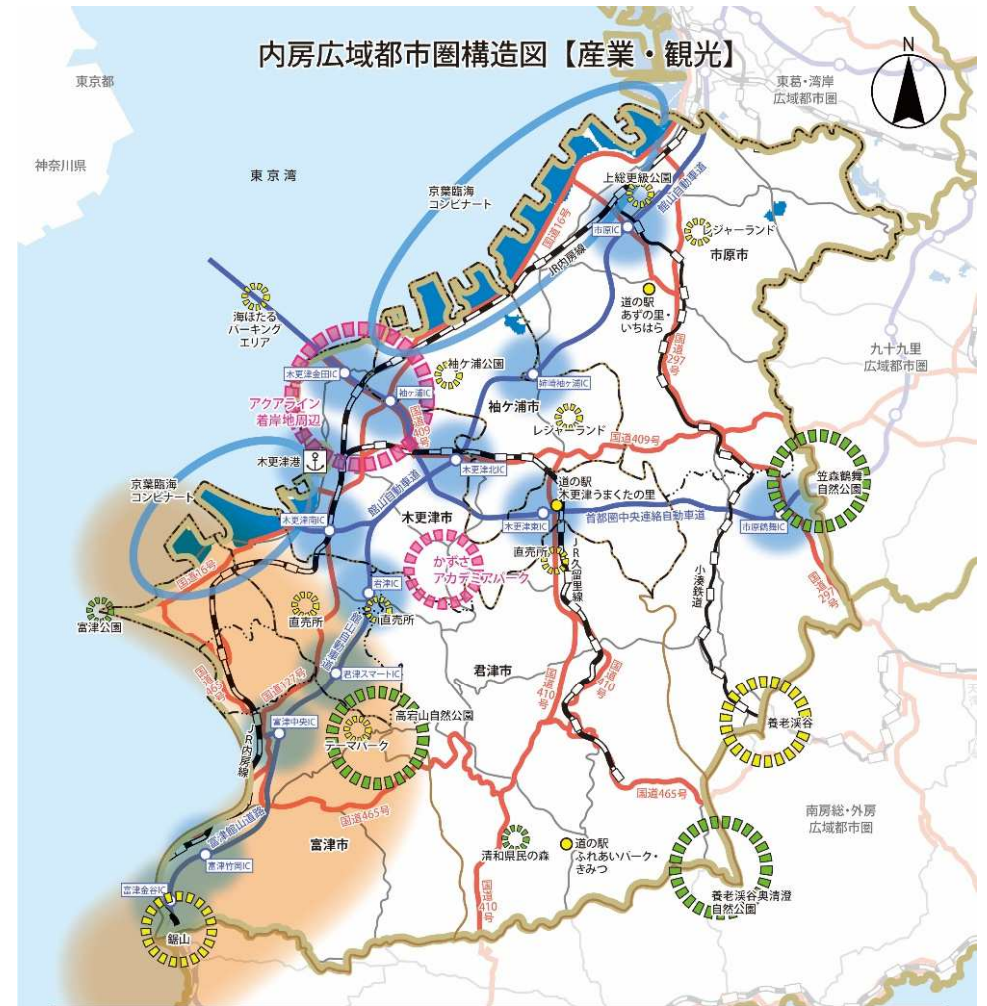 内房広域都市圏構造図【産業・観光】
N
東京都
神奈川県
東京湾
東葛・湾岸
広域都市圏
京葉臨海
コンビナート
上総更級公園
館山自動車道
国道16号
市原IC
レジャーランド
市原市
JR内房線
海ほたる
パーキング
エリア
道の駅
あずの里・
いちはら
国道297号
九十九里
広域都市圏
木更津金田IC
袖ケ浦公園
袖ケ浦IC
姉崎袖ヶ浦IC
アクアライン
着岸地周辺
袖ケ浦市
レジャーランド
国道409号
国道409号
木更津港
木更津北IC
笠森鶴舞
自然公園
京葉臨海
コンビナート
館山自動車道
道の駅
木更津うまくたの里
木更津南IC
木更津市
木更津東IC
首都圏中央連絡自動車道
市原鶴舞IC
直売所
かずさ
アカデミアパーク
JR久留里線
国道16号
君津IC
小湊鉄道
国道297号
富津公園
直売所
直売所
館山自動車道
君津市
国道465号
国道127号
君津スマートIC
国道410号
国道410号
高宕山自然公園
富津中央IC
テーマパーク
養老渓谷
JR内房線
国道465号
国道465号
富津館山道路
富津市
清和県民の森
道の駅
ふれあいパーク・
きみつ
南房総・外房
広域都市圏
富津竹岡IC
富津金谷IC
国道410号
養老渓谷奥清澄
自然公園
鋸山